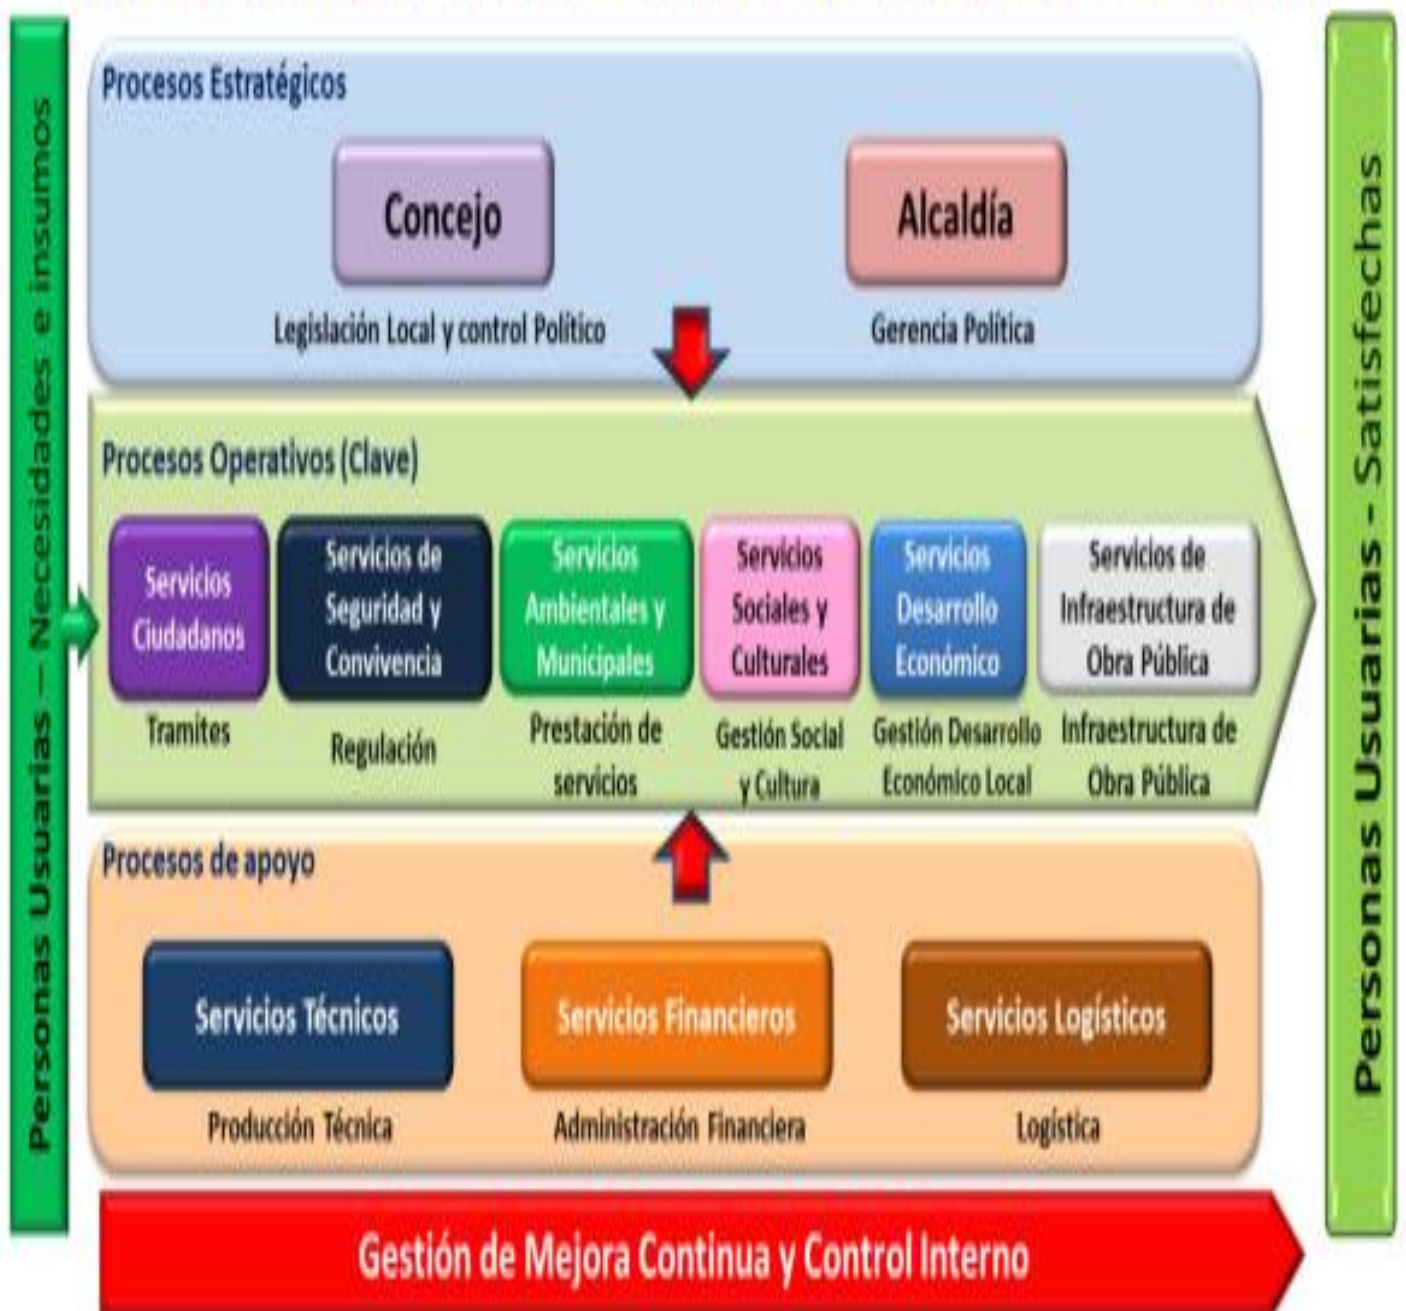 Personas Usuarias – Necesidades e insumos
Procesos Estratégicos
Concejo
Legislación Local y control Político
Alcaldía
Gerencia Política
Procesos Operativos (Clave)
Servicios
Ciudadanos
Tramites
Servicios de
Seguridad y
Convivencia
Regulación
Servicios
Ambientales y
Municipales
Prestación de
servicios
Servicios
Sociales y
Culturales
Gestión Social
y Cultura
Servicios
Desarrollo
Económico
Gestión Desarrollo
Económico Local
Servicios de
Infraestructura de
Obra Pública
Infraestructura de
Obra Pública
Procesos de apoyo
Servicios Técnicos
Producción Técnica
Servicios Financieros
Administración Financiera
Servicios Logísticos
Logística
Gestión de Mejora Continua y Control Interno
Personas Usuarias - Satisfechas